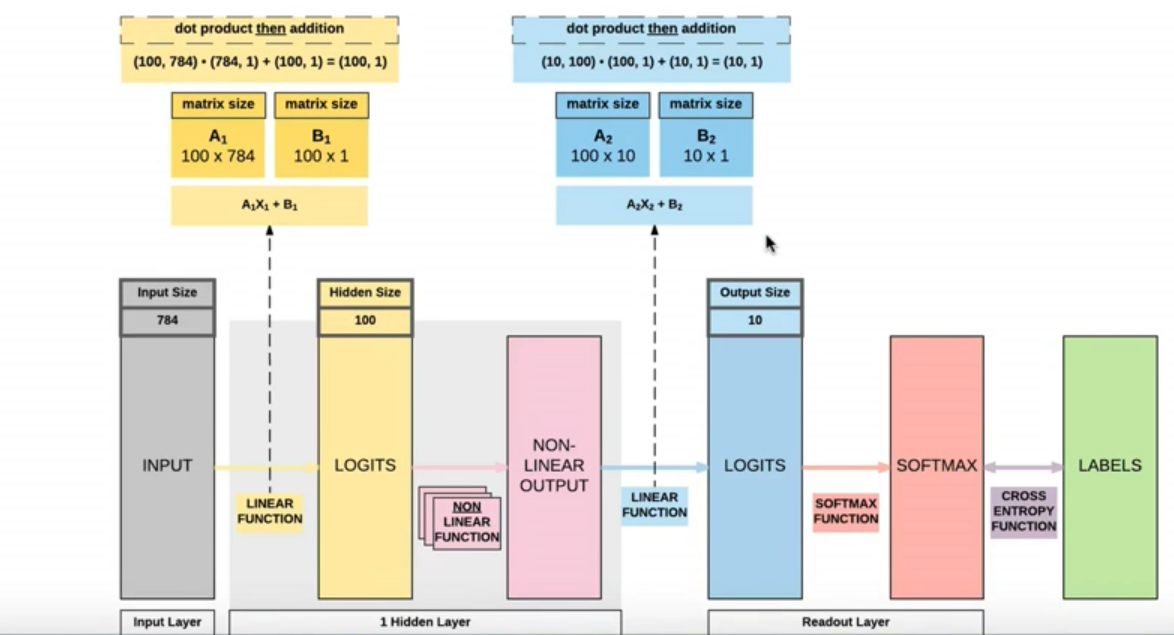 dot product then addition
(100, 784) • (784, 1) + (100, 1) = (100, 1)
matrix size
matrix size
A₁
100 x 784
B₁
100 x 1
A₁X₁ + B₁
dot product then addition
(10, 100) • (100, 1) + (10, 1) = (10, 1)
matrix size
matrix size
A₂
100 x 10
B₂
10 x 1
A₂X₂ + B₂
Input Size
784
Hidden Size
100
Output Size
10
INPUT
LINEAR
FUNCTION
LOGITS
NON
LINEAR
FUNCTION
NON-
LINEAR
OUTPUT
LINEAR
FUNCTION
LOGITS
SOFTMAX
FUNCTION
SOFTMAX
CROSS
ENTROPY
FUNCTION
LABELS
Input Layer
1 Hidden Layer
Readout Layer